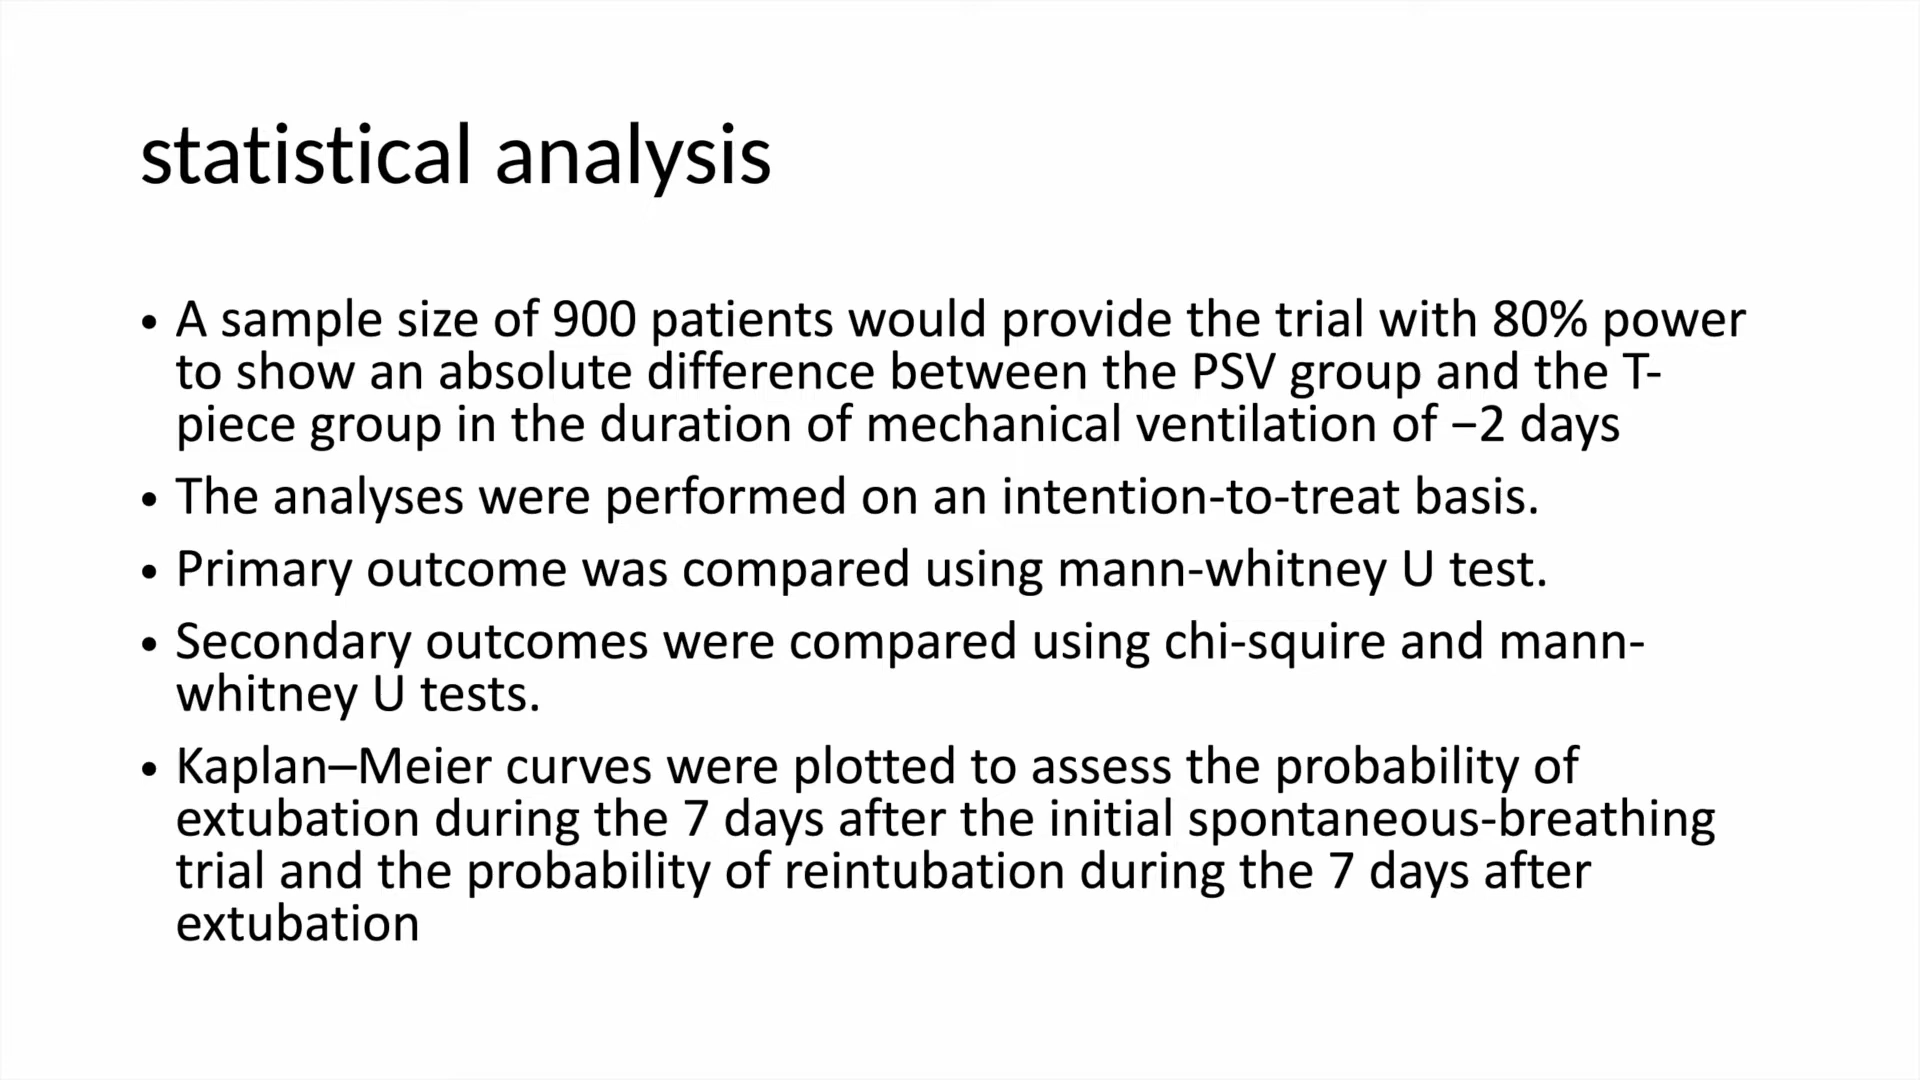 statistical analysis
• A sample size of 900 patients would provide the trial with 80% power
to show an absolute difference between the PSV group and the T-
piece group in the duration of mechanical ventilation of −2 days
• The analyses were performed on an intention-to-treat basis.
• Primary outcome was compared using mann-whitney U test.
• Secondary outcomes were compared using chi-squire and mann-
whitney U tests.
• Kaplan–Meier curves were plotted to assess the probability of
extubation during the 7 days after the initial spontaneous-breathing
trial and the probability of reintubation during the 7 days after
extubation